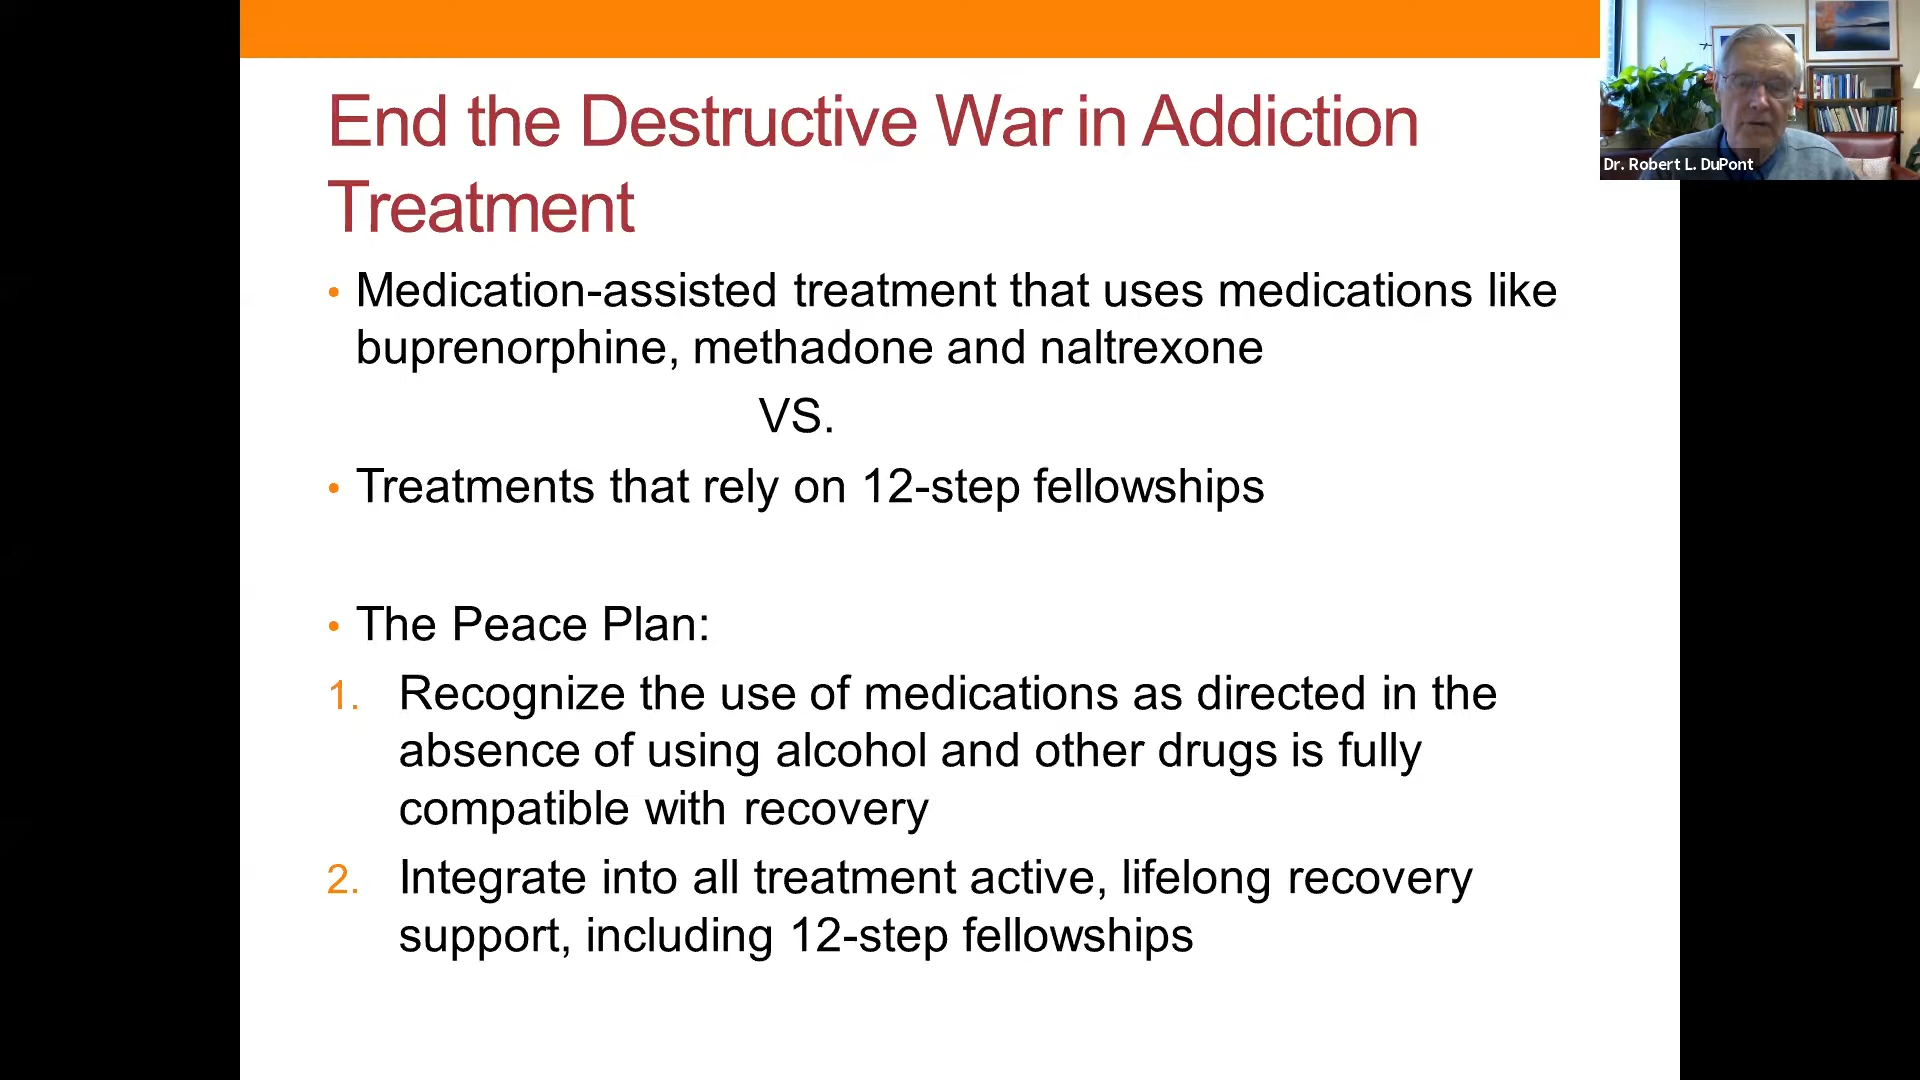 End the Destructive War in Addiction
Treatment
• Medication-assisted treatment that uses medications like
buprenorphine, methadone and naltrexone
VS.
• Treatments that rely on 12-step fellowships
• The Peace Plan:
1. Recognize the use of medications as directed in the
absence of using alcohol and other drugs is fully
compatible with recovery
2. Integrate into all treatment active, lifelong recovery
support, including 12-step fellowships
Dr. Robert L. DuPont